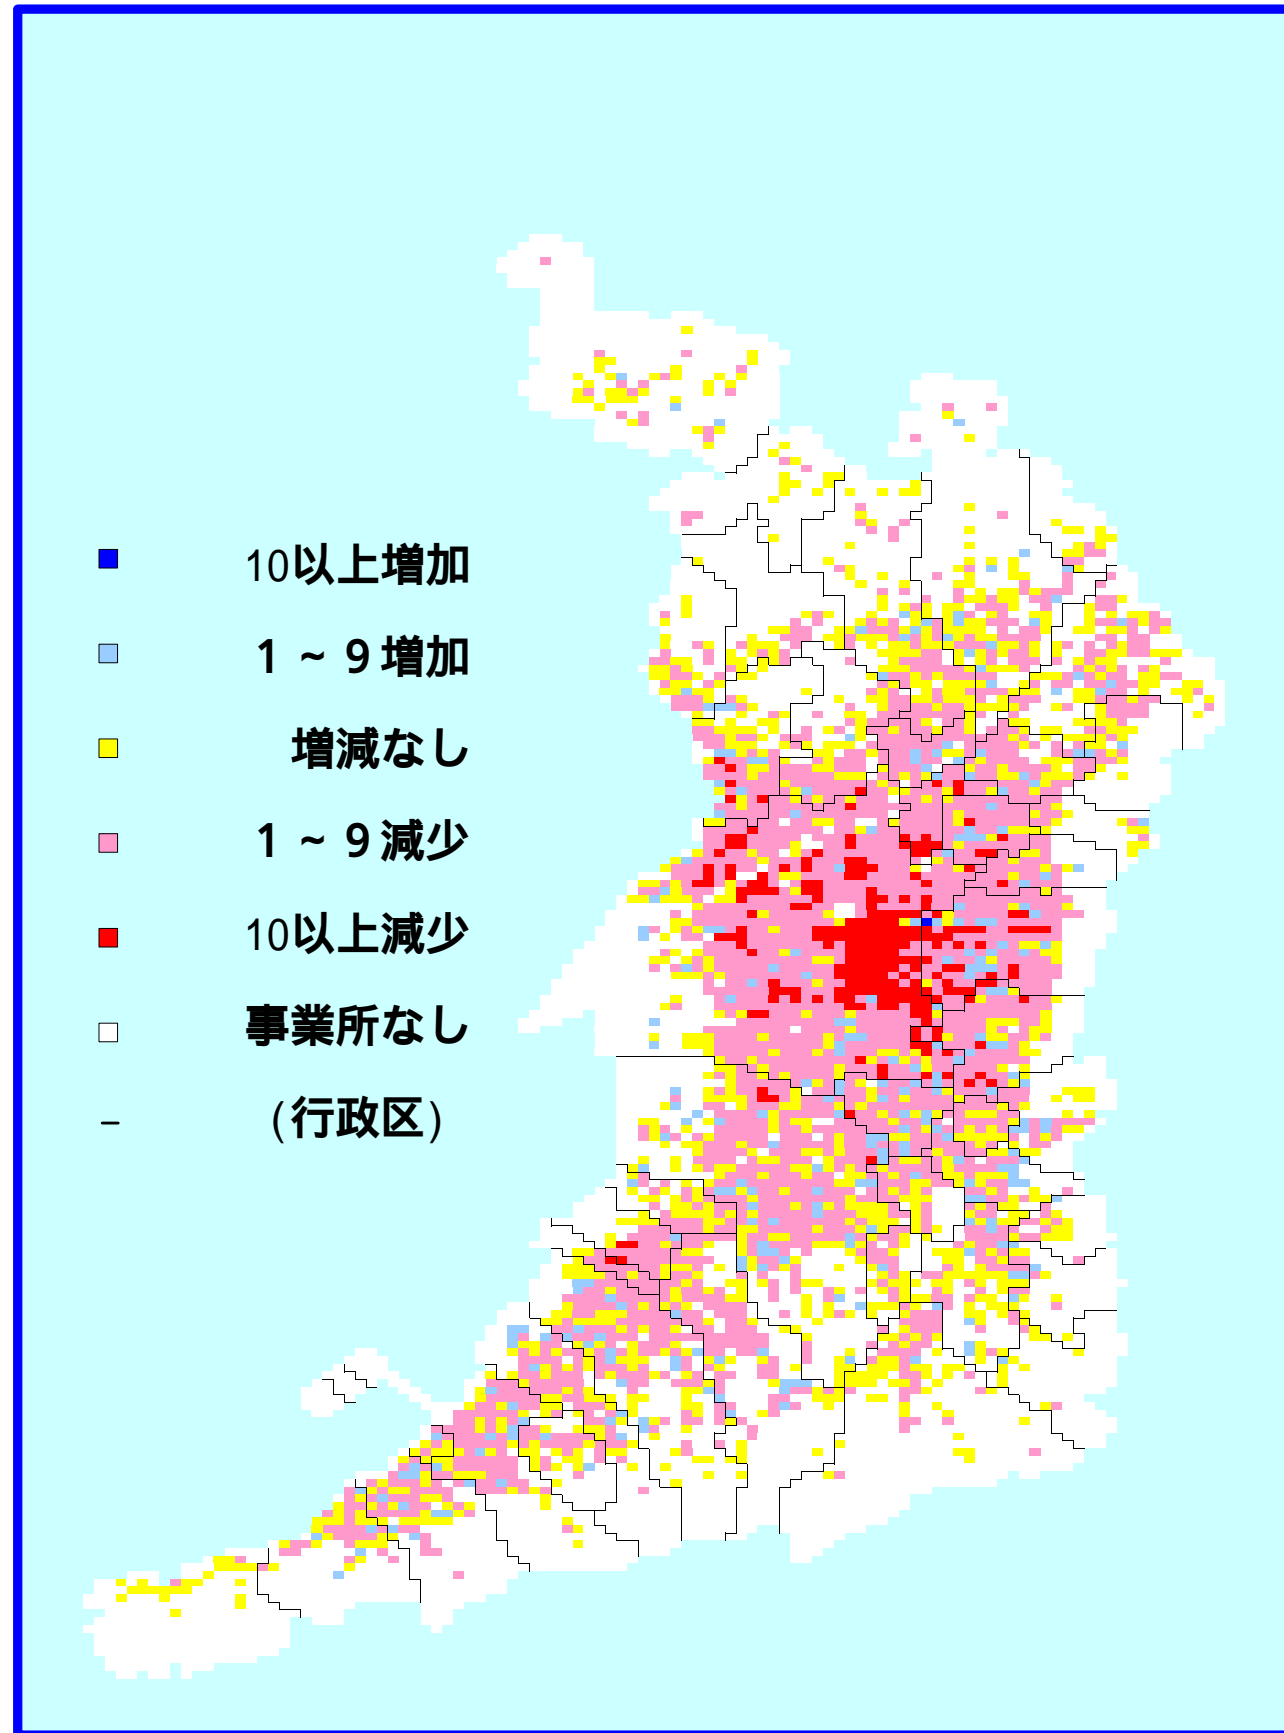 10以上増加
1 ~ 9 増加
増減なし
1 ~ 9 減少
10以上減少
事業所なし
(行政区)